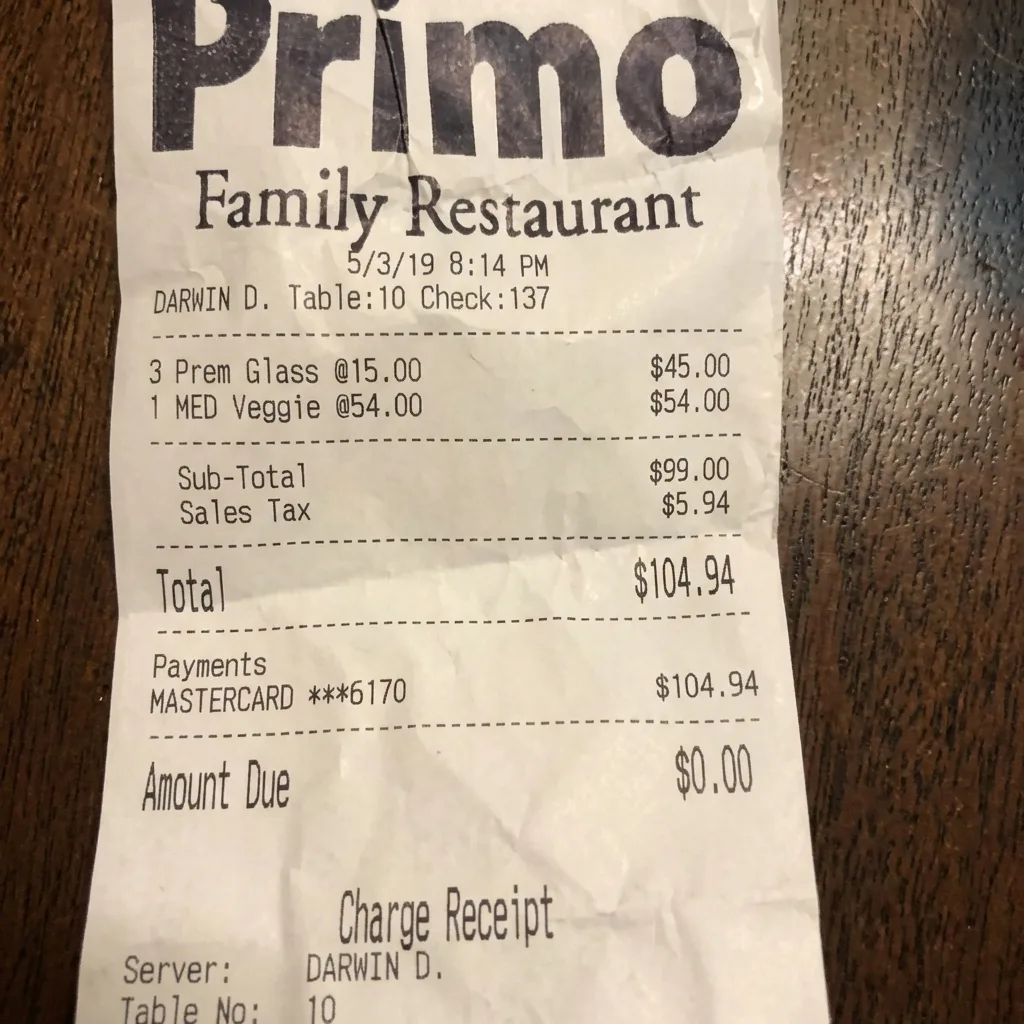 Primo
Family Restaurant
5/3/19 8:14 PM
DARWIN D. Table:10 Check:137
3 Prem Glass @15.00 $45.00
1 MED Veggie @54.00 $54.00
Sub-Total $99.00
Sales Tax $5.94
Total $104.94
Payments
MASTERCARD ***6170 $104.94
Amount Due $0.00
Charge Receipt
Server: DARWIN D.
Table No: 10